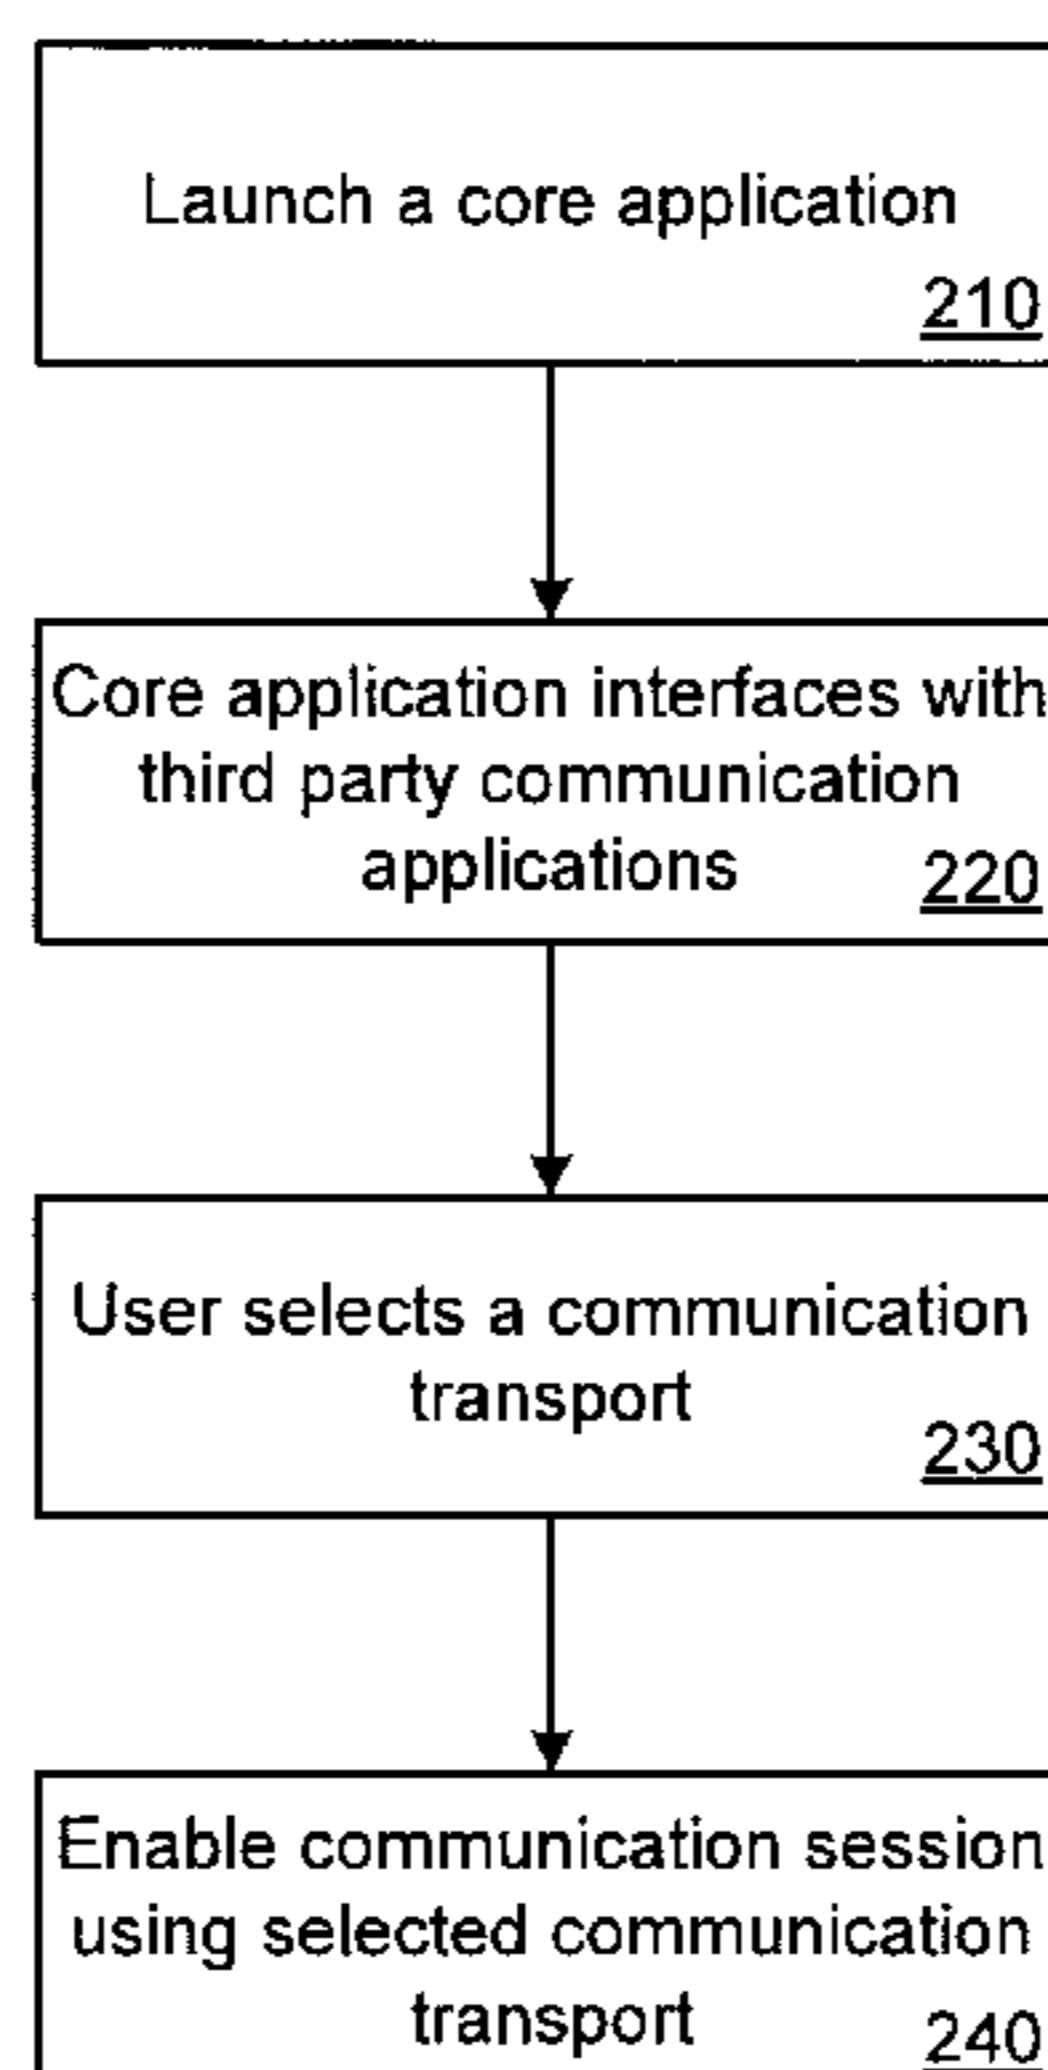 Launch a core application
210
Core application interfaces with
third party communication
applications
220
User selects a communication
transport
230
Enable communication session
using selected communication
transport
240